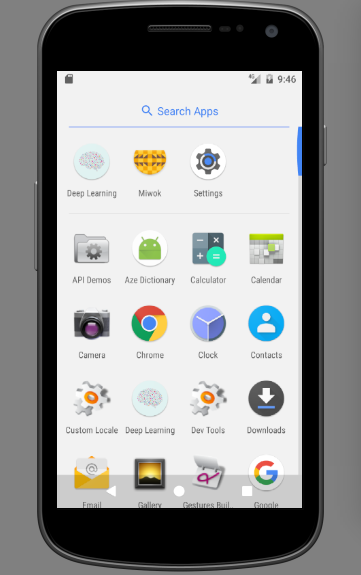 9:46
Search Apps
Deep Learning Miwok Settings
API Demos Aze Dictionary Calculator Calendar
Camera Chrome Clock Contacts
Custom Locale Deep Learning Dev Tools Downloads
Email Gallery Gestures Buil.. Google